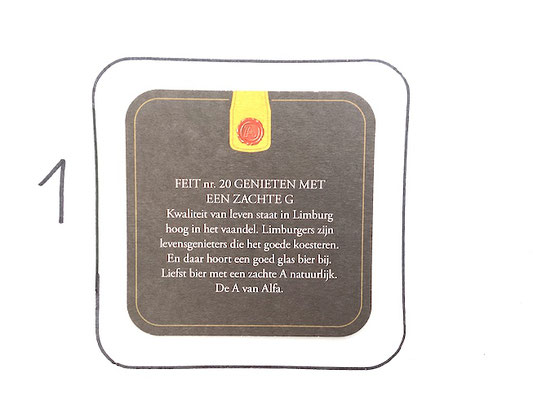 1
FEIT nr. 20 GENIETEN MET
EEN ZACHTE G
Kwaliteit van leven staat in Limburg
hoog in het vaandel. Limburgers zijn
levensgenieters die het goede koesteren.
En daar hoort een goed glas bier bij.
Liefst bier met een zachte A natuurlijk.
De A van Alfa.